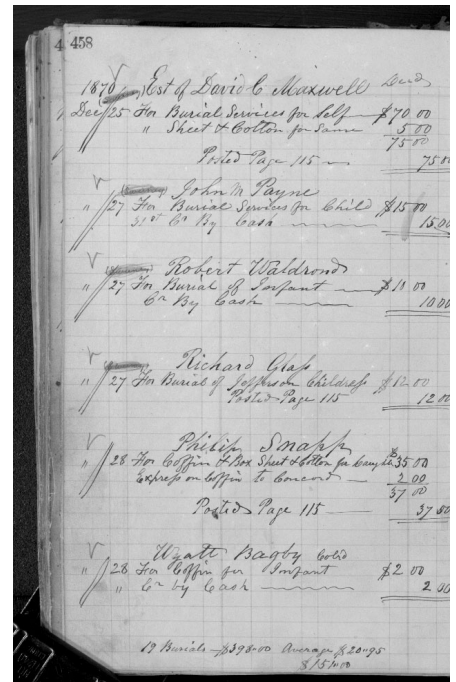 458
1870 Est of David C Maxwell Decd
Dec 25 For Burial Services for Self — $70 00
" Sheet & Cotton for Same 5 00
75 00
Posted Page 115 — 75 00
John M Payne
" 27 For Burial Services for Child $15 00
31st Cr By Cash — 15 00
Robert Waldrond
" 27 For Burial of Infant — $10 00
Cr By Cash — 10 00
Richard Glass
" 27 For Burial of Jefferson Childress $12 00
Posted Page 115 12 00
Philip Snapp
" 28 For Coffin & Box Sheet & Cotton for $35 00
Express on Coffin to Concord — 2 00
37 00
Posted Page 115 — 37 00
Wyatt Bagby Cold
" 28 For Coffin for Infant $2 00
" Cr by Cash — 2 00
19 Burials — $398-00 Average $20-95